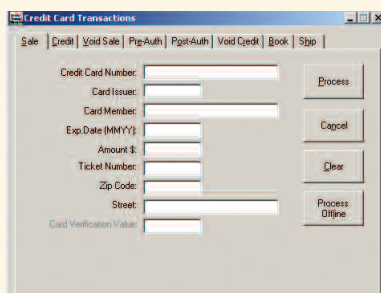 Credit Card Transactions
Sale Credit Void Sale Pre-Auth Post-Auth Void Credit Book Ship
Credit Card Number:
Process
Card Issuer:
Card Member:
Cancel
Exp.Date (MMYY):
Amount $:
Ticket Number:
Clear
Zip Code:
Street:
Process
Offline
Card Verification Value: